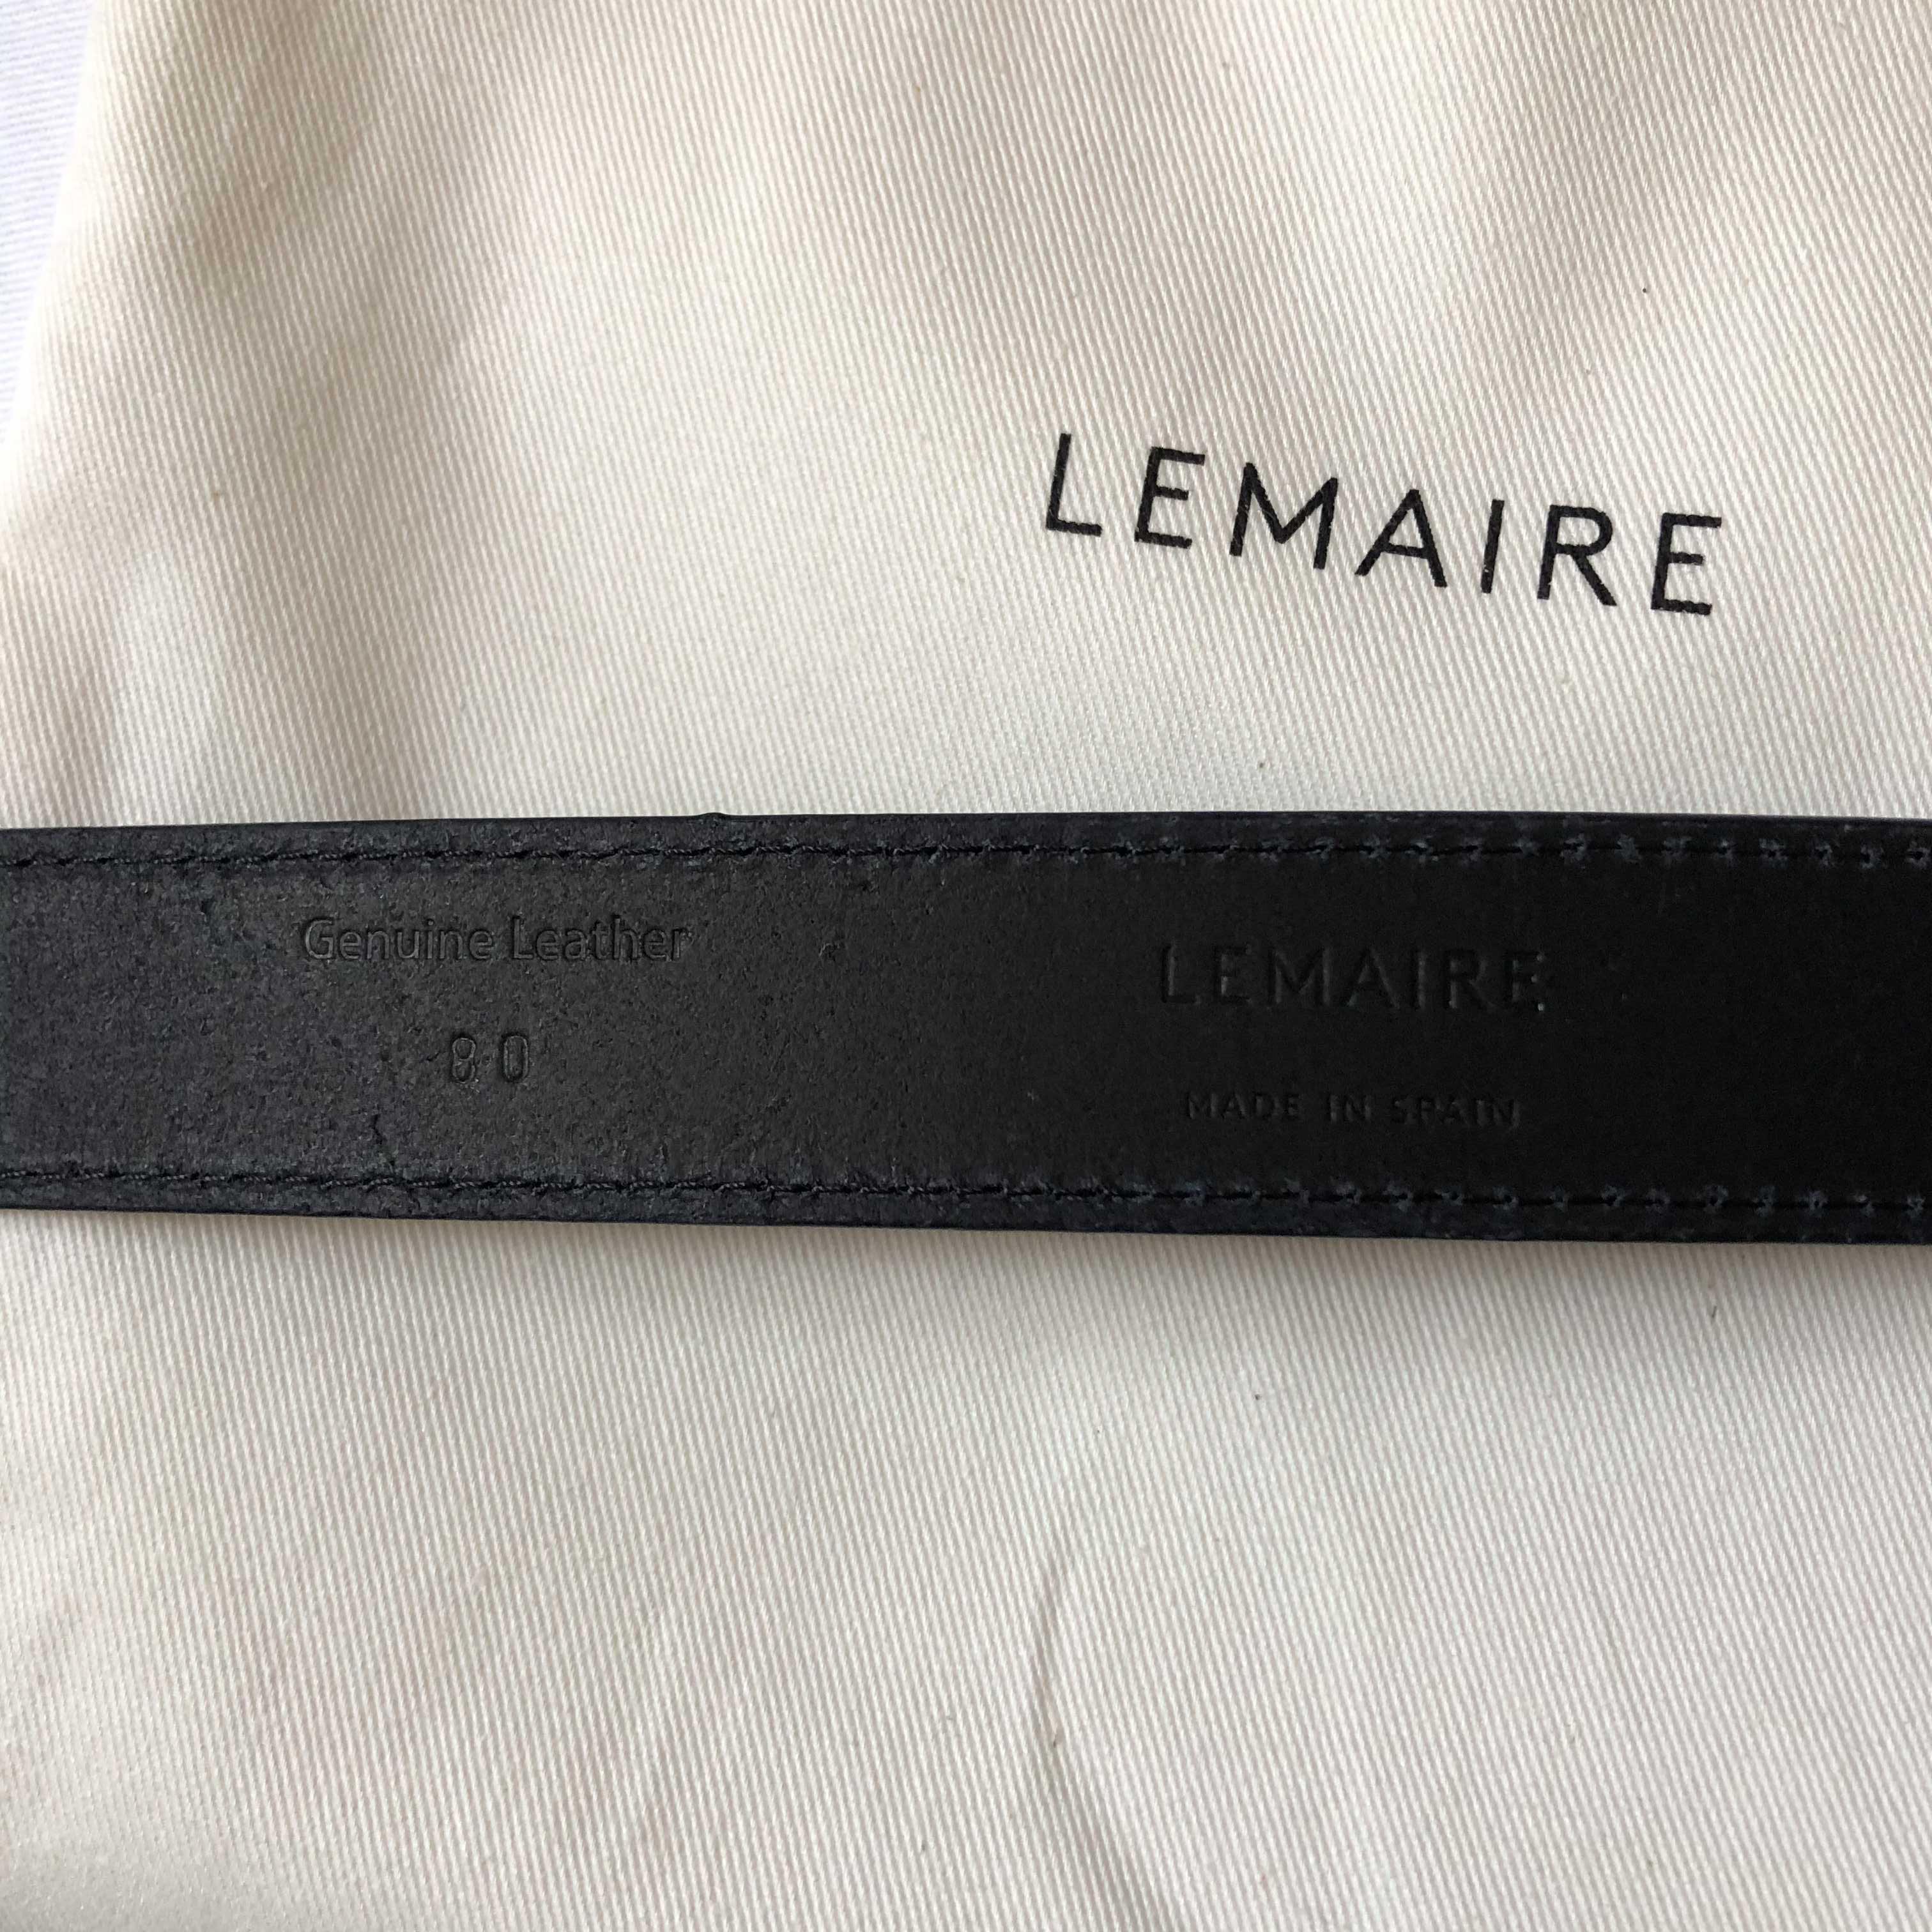 LEMAIRE
Genuine Leather
80
LEMAIRE
MADE IN SPAIN